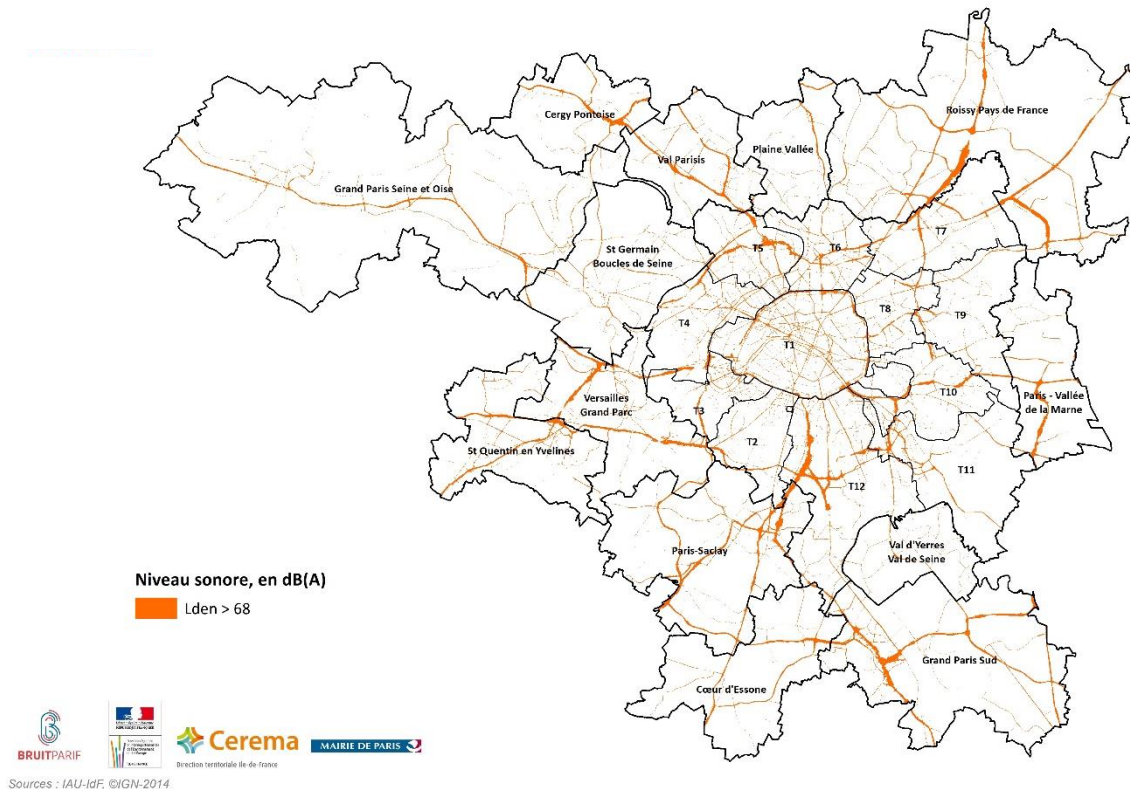 Roissy Pays de France
Cergy Pontoise
Plaine Vallée
Val Parisis
Grand Paris Seine et Oise
T7
St Germain
Boucles de Seine
T5
T6
T8
T9
T4
T1
Versailles
Grand Parc
T10
Paris - Vallée
de la Marne
T3
T2
St Quentin en Yvelines
T11
T12
Paris-Saclay
Val d'Yerres
Val de Seine
Niveau sonore, en dB(A)
Lden > 68
Grand Paris Sud
Cœur d'Essone
BRUITPARIF
Cerema
Direction territoriale Ile-de-France
MAIRIE DE PARIS
Sources : IAU-IdF, ©IGN-2014